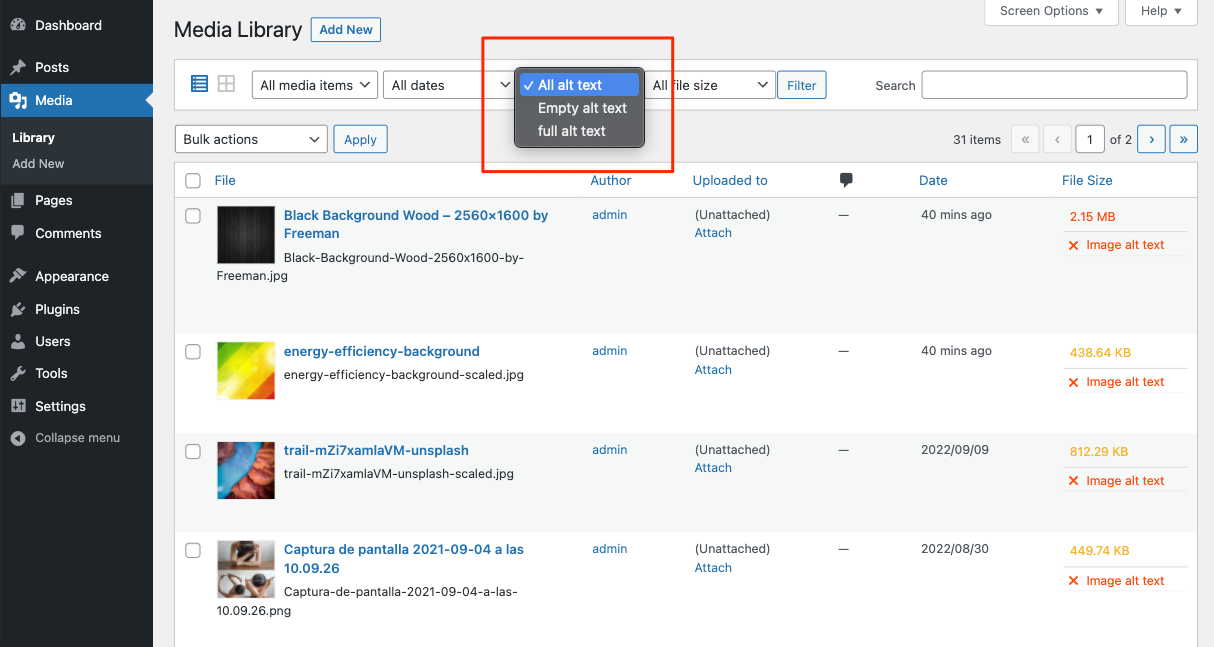 Dashboard
Posts
Media
Library
Add New
Pages
Comments
Appearance
Plugins
Users
Tools
Settings
Collapse menu
Screen Options ▼
Help ▼
Media Library Add New
All media items All dates ✓ All alt text All file size Filter Search
Empty alt text
full alt text
Bulk actions Apply 31 items « ‹ 1 of 2 › »
File Author Uploaded to Date File Size
Black Background Wood – 2560×1600 by
Freeman
Black-Background-Wood-2560x1600-by-
Freeman.jpg
admin
(Unattached)
Attach
—
40 mins ago
2.15 MB
✕ Image alt text
energy-efficiency-background
energy-efficiency-background-scaled.jpg
admin
(Unattached)
Attach
—
40 mins ago
438.64 KB
✕ Image alt text
trail-mZi7xamlaVM-unsplash
trail-mZi7xamlaVM-unsplash-scaled.jpg
admin
(Unattached)
Attach
—
2022/09/09
812.29 KB
✕ Image alt text
Captura de pantalla 2021-09-04 a las
10.09.26
Captura-de-pantalla-2021-09-04-a-las-
10.09.26.png
admin
(Unattached)
Attach
—
2022/08/30
449.74 KB
✕ Image alt text